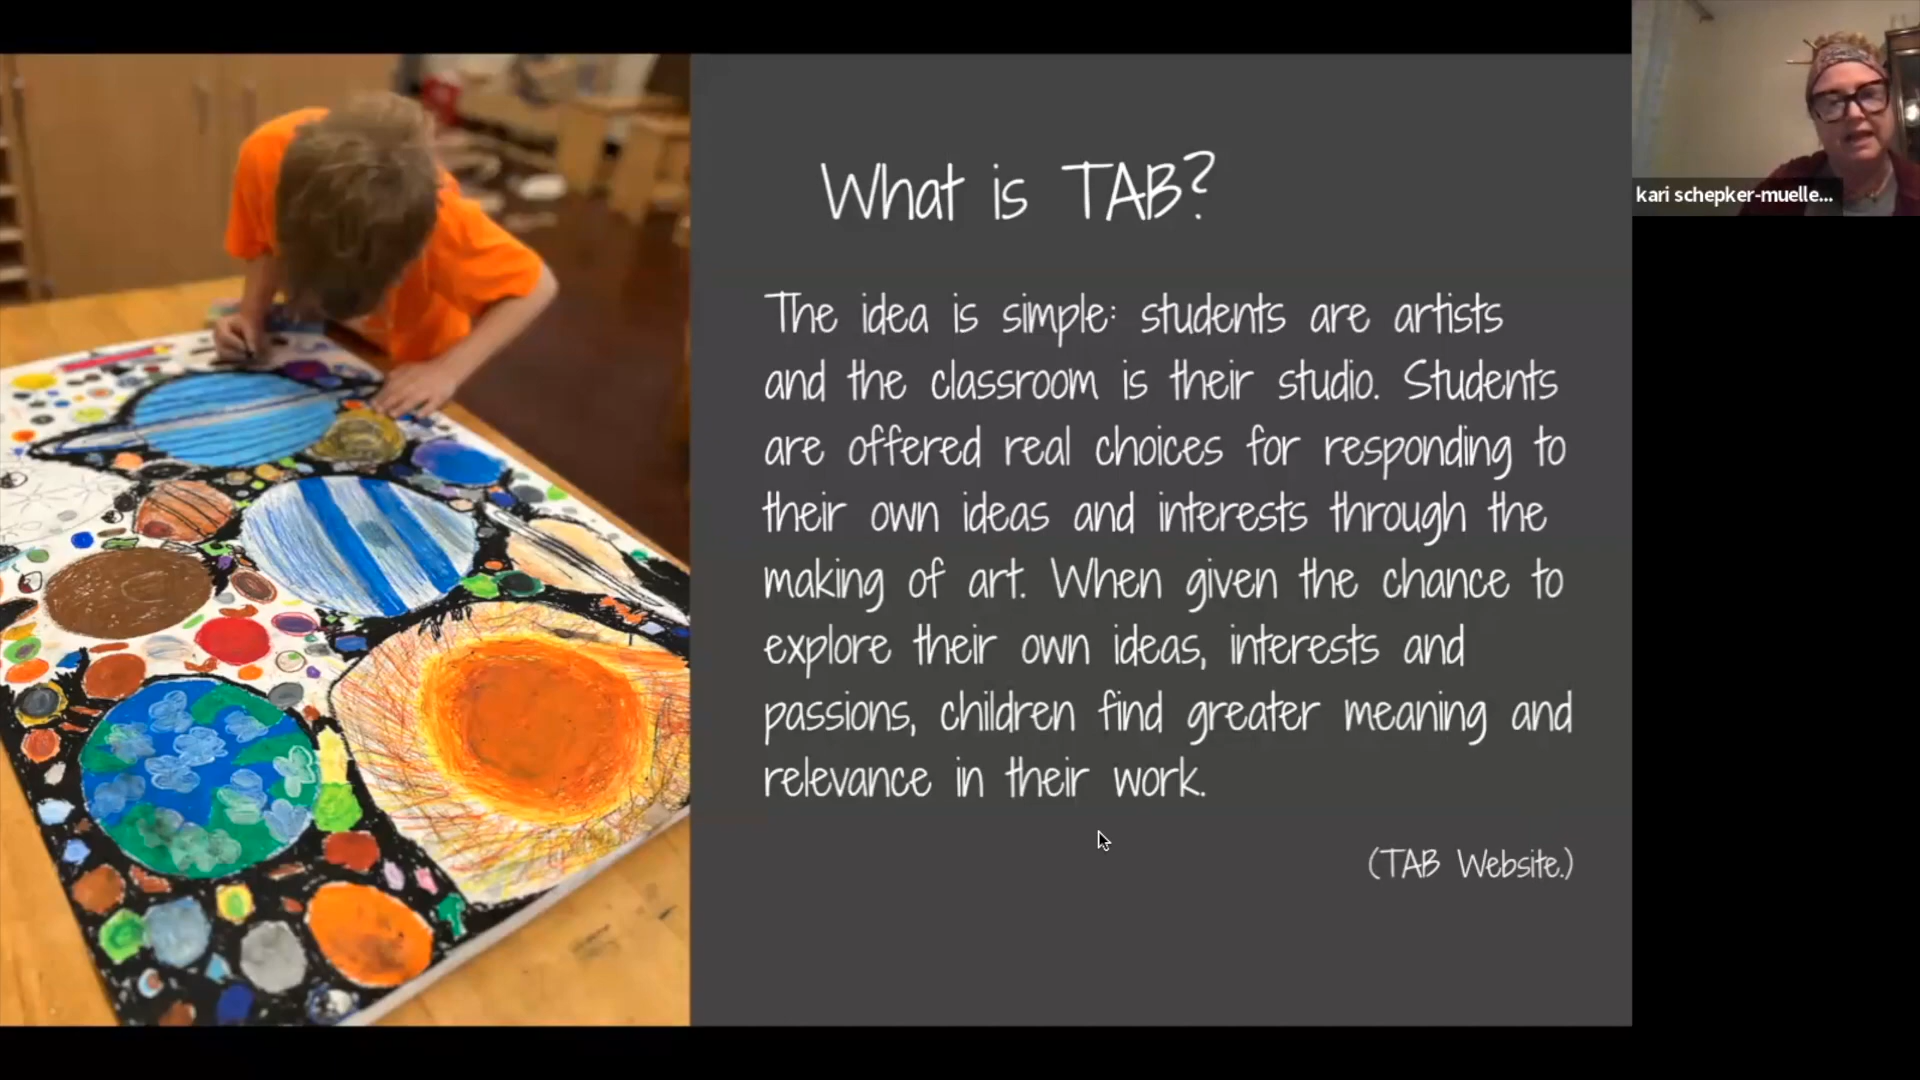 What is TAB?
The idea is simple: students are artists
and the classroom is their studio. Students
are offered real choices for responding to
their own ideas and interests through the
making of art. When given the chance to
explore their own ideas, interests and
passions, children find greater meaning and
relevance in their work.
(TAB Website.)
kari schepker-muelle...